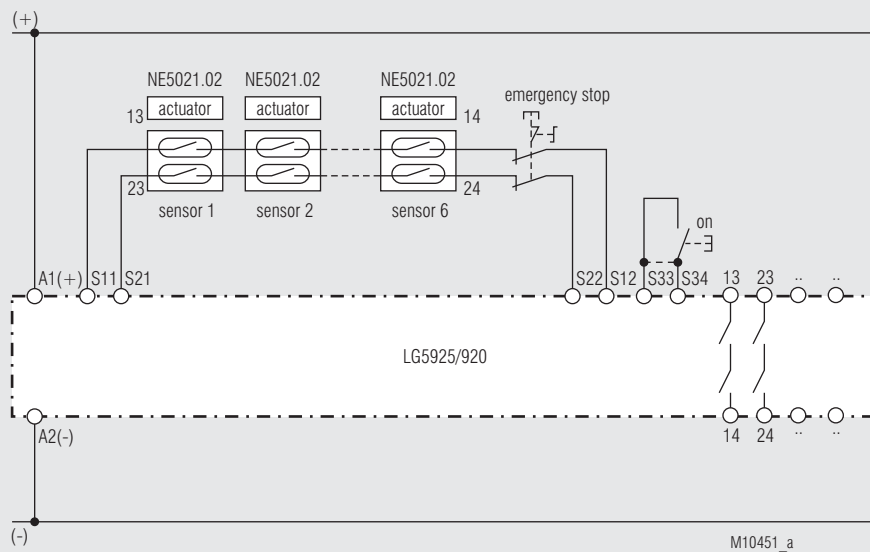 (+)
NE5021.02 NE5021.02 NE5021.02
emergency stop
13 actuator actuator actuator 14
23 24
sensor 1 sensor 2 sensor 6
on
A1(+) S11 S21 S22 S12 S33 S34 13 23 .. ..
LG5925/920
A2(-) 14 24 .. ..
(-)
M10451_a